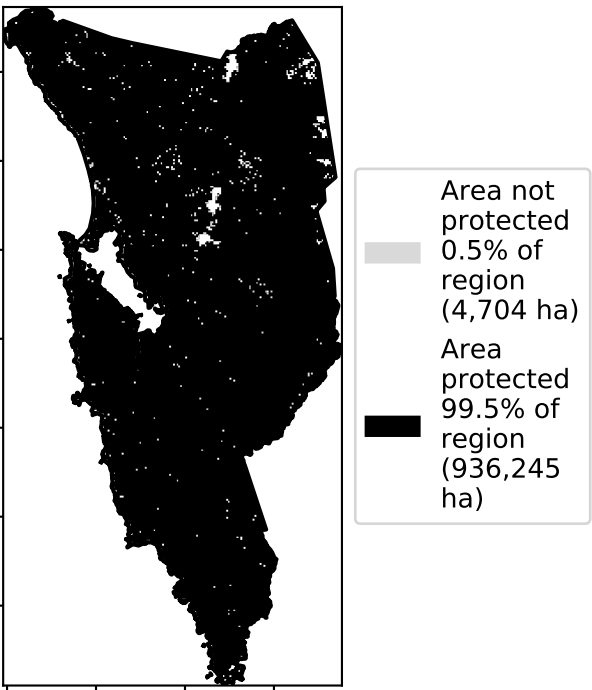 Area not
protected
0.5% of
region
(4,704 ha)
Area
protected
99.5% of
region
(936,245
ha)